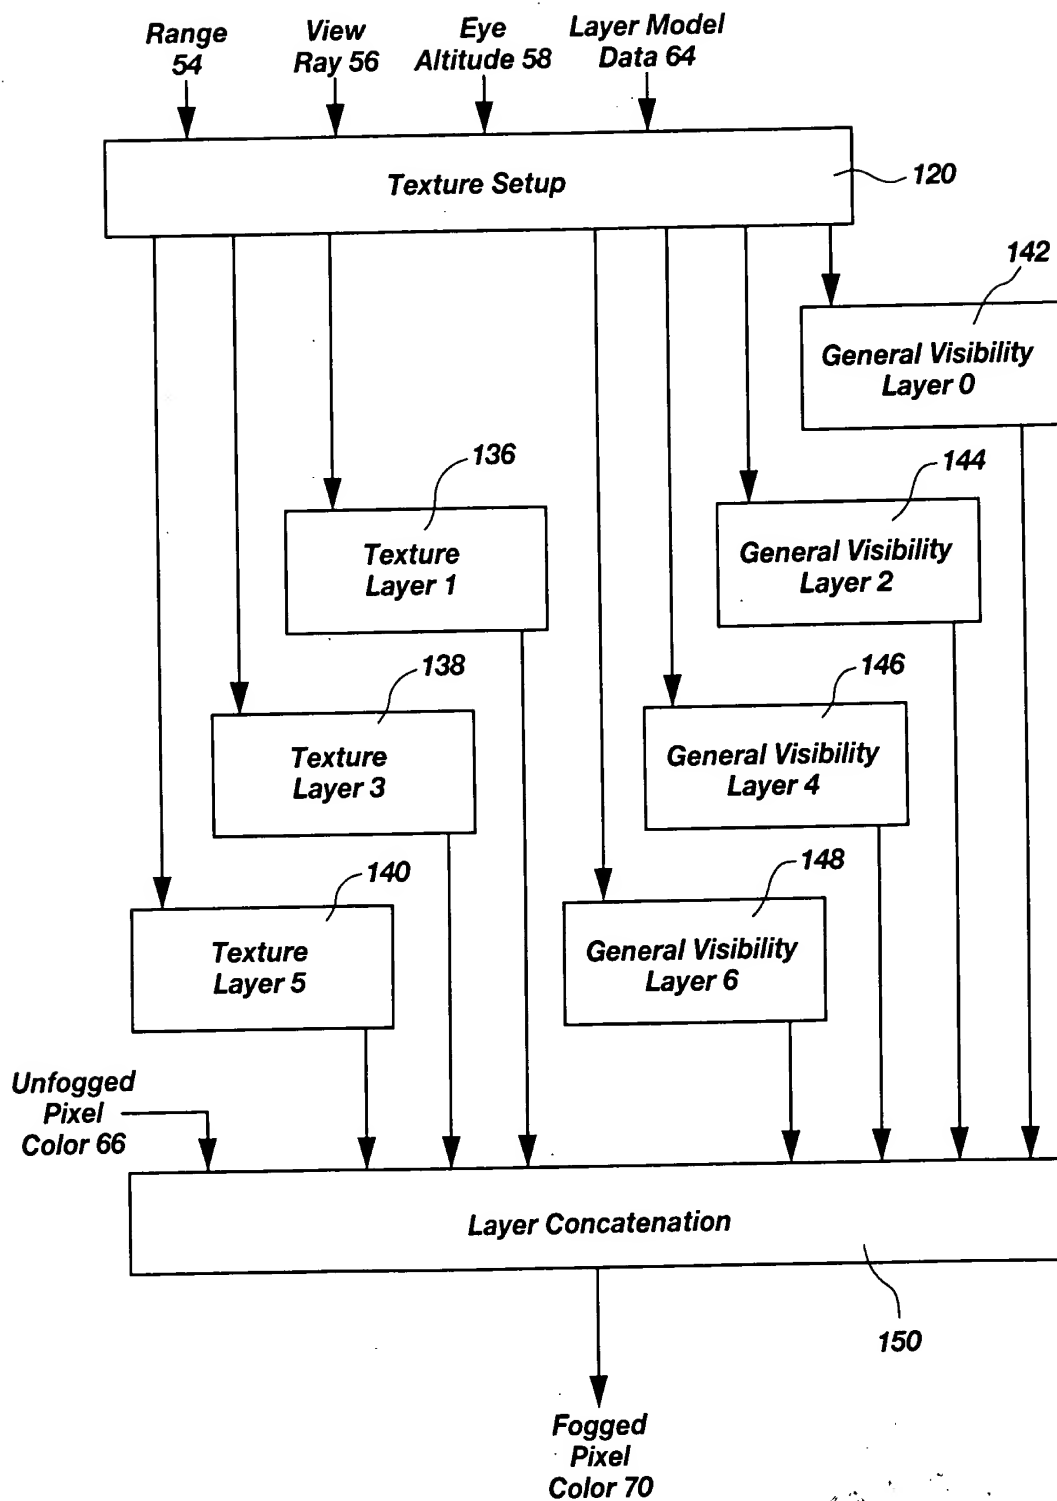 Range
54
View
Ray 56
Eye
Altitude 58
Layer Model
Data 64
Texture Setup
120
142
General Visibility
Layer 0
136
Texture
Layer 1
144
General Visibility
Layer 2
138
Texture
Layer 3
146
General Visibility
Layer 4
140
Texture
Layer 5
148
General Visibility
Layer 6
Unfogged
Pixel
Color 66
Layer Concatenation
150
Fogged
Pixel
Color 70